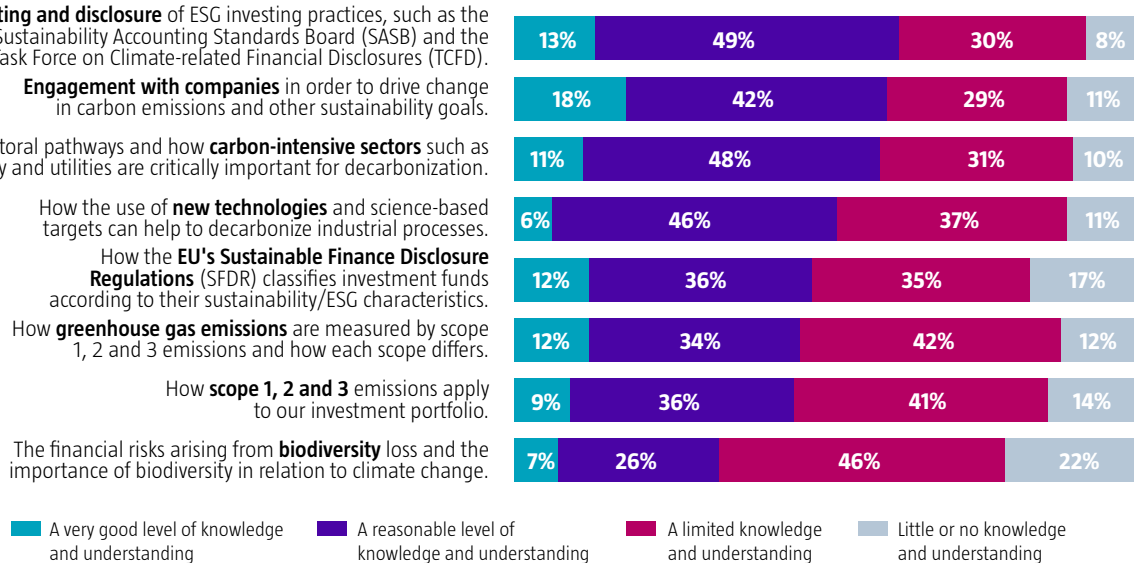 and disclosure of ESG investing practices, such as the
Sustainability Accounting Standards Board (SASB) and the
Task Force on Climate-related Financial Disclosures (TCFD).
13% 49% 30% 8%
Engagement with companies in order to drive change
in carbon emissions and other sustainability goals.
18% 42% 29% 11%
pathways and how carbon-intensive sectors such as
and utilities are critically important for decarbonization.
11% 48% 31% 10%
How the use of new technologies and science-based
targets can help to decarbonize industrial processes.
6% 46% 37% 11%
How the EU's Sustainable Finance Disclosure
Regulations (SFDR) classifies investment funds
according to their sustainability/ESG characteristics.
12% 36% 35% 17%
How greenhouse gas emissions are measured by scope
1, 2 and 3 emissions and how each scope differs.
12% 34% 42% 12%
How scope 1, 2 and 3 emissions apply
to our investment portfolio.
9% 36% 41% 14%
The financial risks arising from biodiversity loss and the
importance of biodiversity in relation to climate change.
7% 26% 46% 22%
A very good level of knowledge
and understanding
A reasonable level of
knowledge and understanding
A limited knowledge
and understanding
Little or no knowledge
and understanding